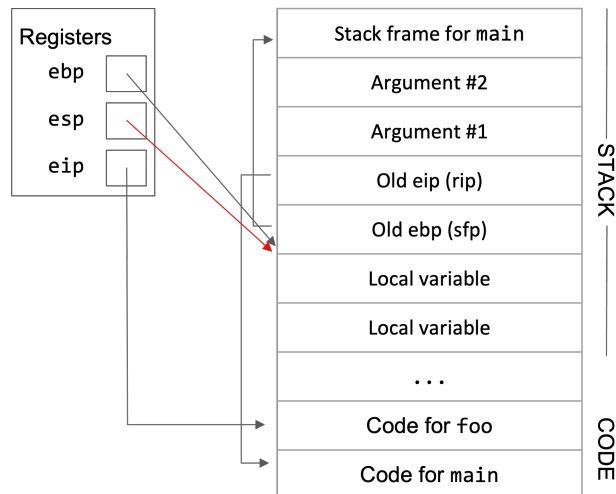 Registers
ebp
esp
eip
Stack frame for main
Argument #2
Argument #1
Old eip (rip)
Old ebp (sfp)
Local variable
Local variable
...
Code for foo
Code for main
STACK
CODE